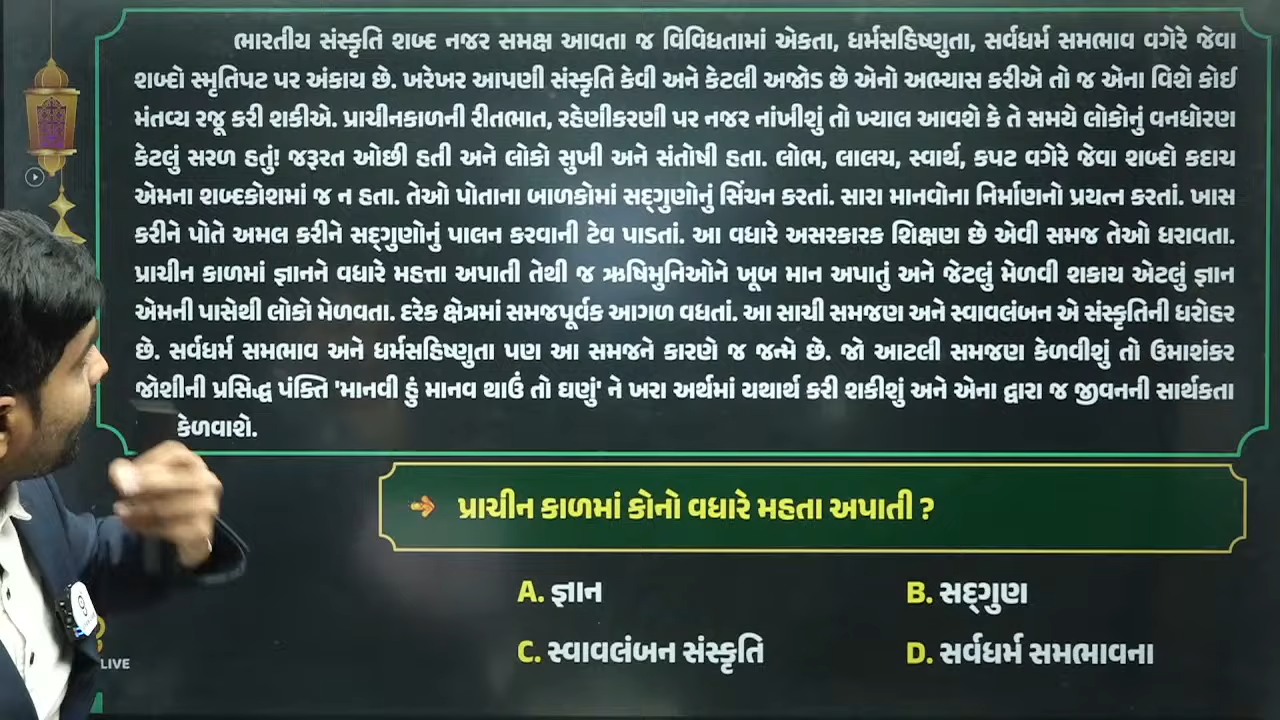 ભારતીય સંસ્કૃતિ શબ્દ નજર સમક્ષ આવતા જ વિવિધતામાં એકતા, ધર્મસહિષ્ણુતા, સર્વધર્મ સમભાવ વગેરે જેવા
શબ્દો સ્મૃતિપટ પર અંકાય છે. ખરેખર આપણી સંસ્કૃતિ કેવી અને કેટલી અજોડ છે એનો અભ્યાસ કરીએ તો જ એના વિશે કોઈ
મંતવ્ય રજૂ કરી શકીએ. પ્રાચીનકાળની રીતભાત, રહેણીકરણી પર નજર નાંખીશું તો ખ્યાલ આવશે કે તે સમયે લોકોનું વનધોરણ
કેટલું સરળ હતું! જરૂરત ઓછી હતી અને લોકો સુખી અને સંતોષી હતા. લોભ, લાલચ, સ્વાર્થ, કપટ વગેરે જેવા શબ્દો કદાચ
એમના શબ્દકોશમાં જ ન હતા. તેઓ પોતાના બાળકોમાં સદ્‌ગુણોનું સિંચન કરતાં. સારા માનવોના નિર્માણનો પ્રયત્ન કરતાં. ખાસ
કરીને પોતે અમલ કરીને સદ્‌ગુણોનું પાલન કરવાની ટેવ પાડતાં. આ વધારે અસરકારક શિક્ષણ છે એવી સમજ તેઓ ધરાવતા.
પ્રાચીન કાળમાં જ્ઞાનને વધારે મહત્તા અપાતી તેથી જ ઋષિમુનિઓને ખૂબ માન અપાતું અને જેટલું મેળવી શકાય એટલું જ્ઞાન
એમની પાસેથી લોકો મેળવતા. દરેક ક્ષેત્રમાં સમજપૂર્વક આગળ વધતાં. આ સાચી સમજણ અને સ્વાવલંબન એ સંસ્કૃતિની ધરોહર
છે. સર્વધર્મ સમભાવ અને ધર્મસહિષ્ણુતા પણ આ સમજને કારણે જ જન્મે છે. જો આટલી સમજણ કેળવીશું તો ઉમાશંકર
જોશીની પ્રસિદ્ધ પંક્તિ 'માનવી હું માનવ થાઉં તો ઘણું' ને ખરા અર્થમાં યથાર્થ કરી શકીશું અને એના દ્વારા જ જીવનની સાર્થકતા
કેળવાશે.
પ્રાચીન કાળમાં કોનો વધારે મહતા અપાતી ?
A. જ્ઞાન
B. સદ્‌ગુણ
C. સ્વાવલંબન સંસ્કૃતિ
D. સર્વધર્મ સમભાવના
LIVE